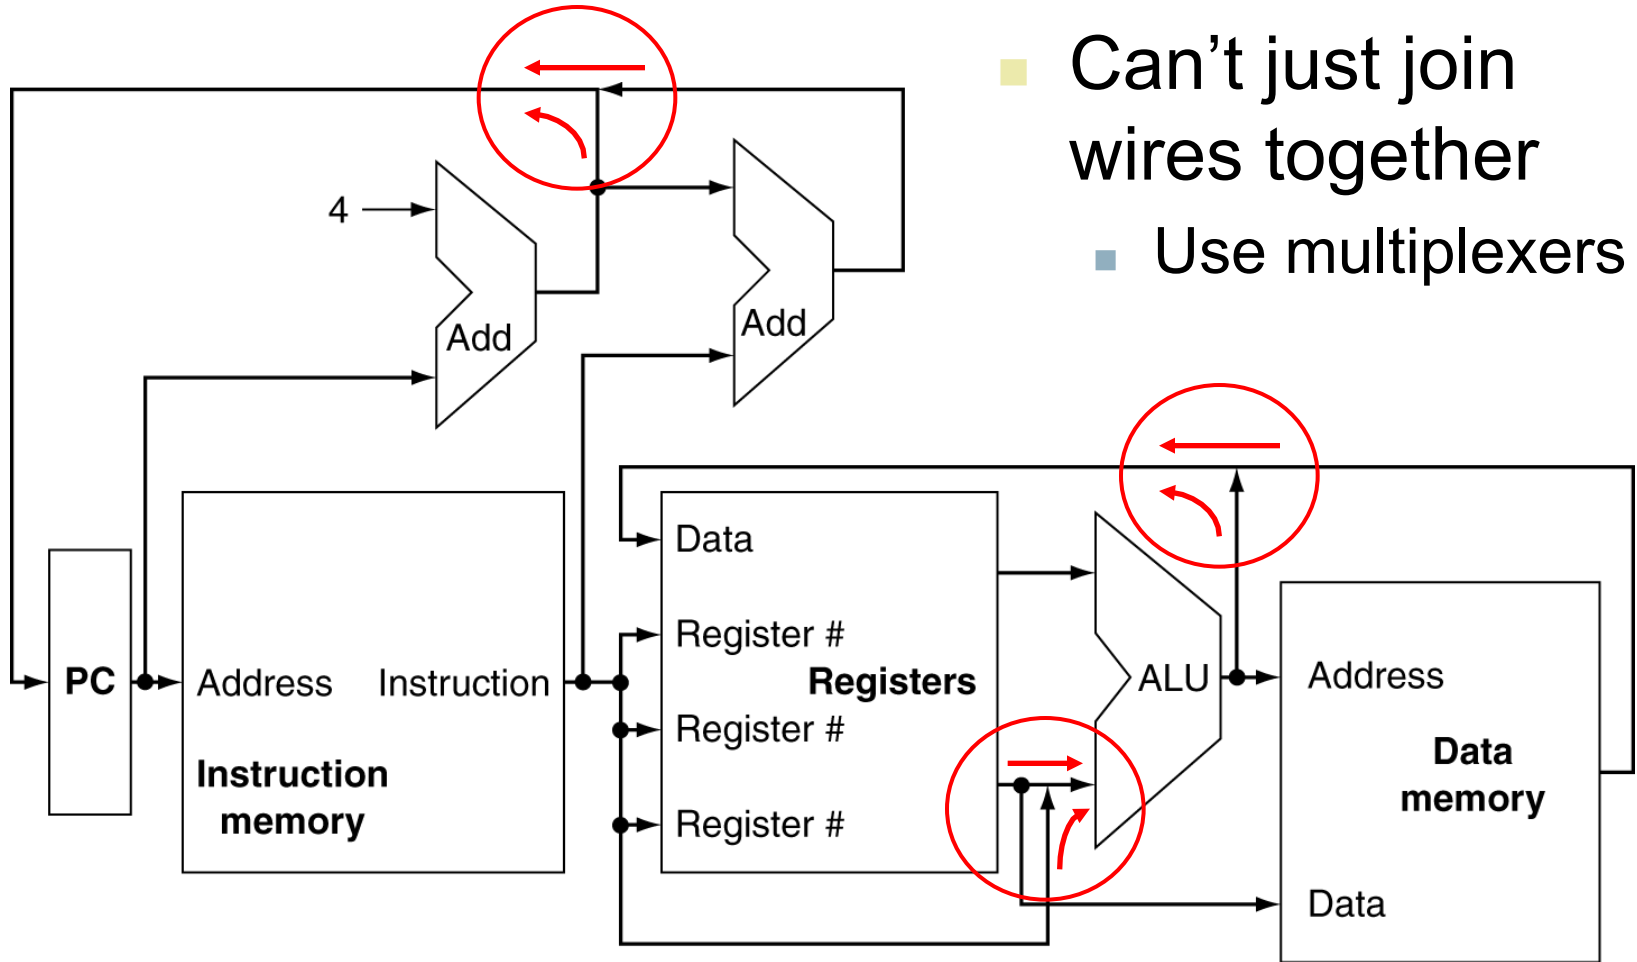 Can't just join
wires together
Use multiplexers
4
Add
Add
Data
Register #
Register #
Register #
Registers
PC
Address
Instruction
Instruction
memory
ALU
Address
Data
memory
Data